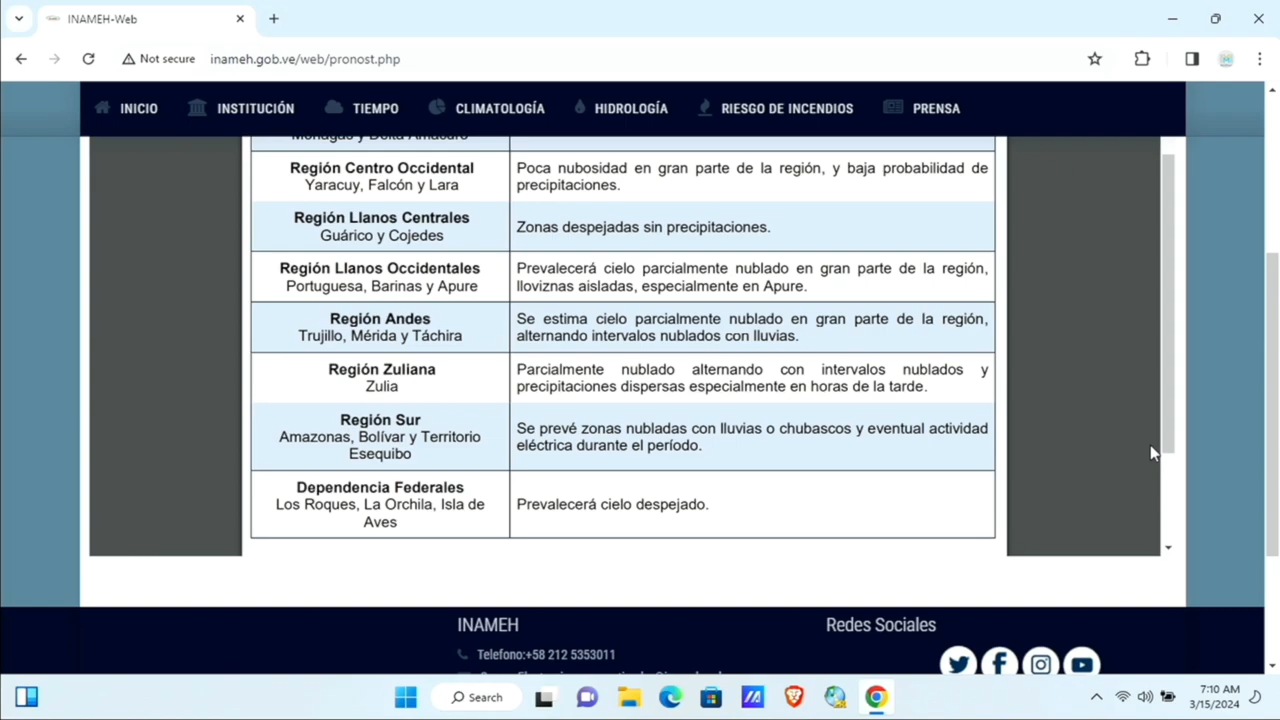 INAMEH-Web
Not secure inameh.gob.ve/web/pronost.php
INICIO INSTITUCIÓN TIEMPO CLIMATOLOGÍA HIDROLOGÍA RIESGO DE INCENDIOS PRENSA
Monagas y Delta Amacuro
Región Centro Occidental
Yaracuy, Falcón y Lara
Poca nubosidad en gran parte de la región, y baja probabilidad de
precipitaciones.
Región Llanos Centrales
Guárico y Cojedes
Zonas despejadas sin precipitaciones.
Región Llanos Occidentales
Portuguesa, Barinas y Apure
Prevalecerá cielo parcialmente nublado en gran parte de la región,
lloviznas aisladas, especialmente en Apure.
Región Andes
Trujillo, Mérida y Táchira
Se estima cielo parcialmente nublado en gran parte de la región,
alternando intervalos nublados con lluvias.
Región Zuliana
Zulia
Parcialmente nublado alternando con intervalos nublados y
precipitaciones dispersas especialmente en horas de la tarde.
Región Sur
Amazonas, Bolívar y Territorio
Esequibo
Se prevé zonas nubladas con lluvias o chubascos y eventual actividad
eléctrica durante el período.
Dependencia Federales
Los Roques, La Orchila, Isla de
Aves
Prevalecerá cielo despejado.
INAMEH
Telefono:+58 212 5353011
Redes Sociales
Search
7:10 AM
3/15/2024